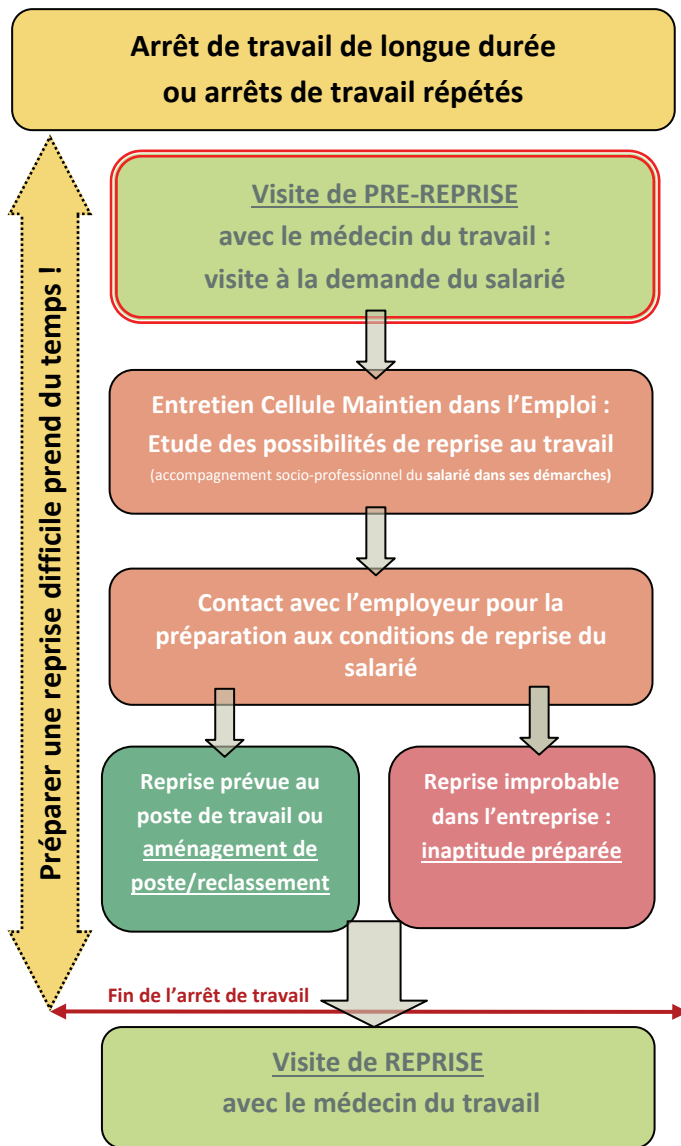 Arrêt de travail de longue durée
ou arrêts de travail répétés
Préparer une reprise difficile prend du temps !
Visite de PRE-REPRISE
avec le médecin du travail :
visite à la demande du salarié
Entretien Cellule Maintien dans l’Emploi :
Etude des possibilités de reprise au travail
(accompagnement socio-professionnel du salarié dans ses démarches)
Contact avec l’employeur pour la
préparation aux conditions de reprise du
salarié
Reprise prévue au
poste de travail ou
aménagement de
poste/reclassement
Reprise improbable
dans l’entreprise :
inaptitude préparée
Fin de l’arrêt de travail
Visite de REPRISE
avec le médecin du travail